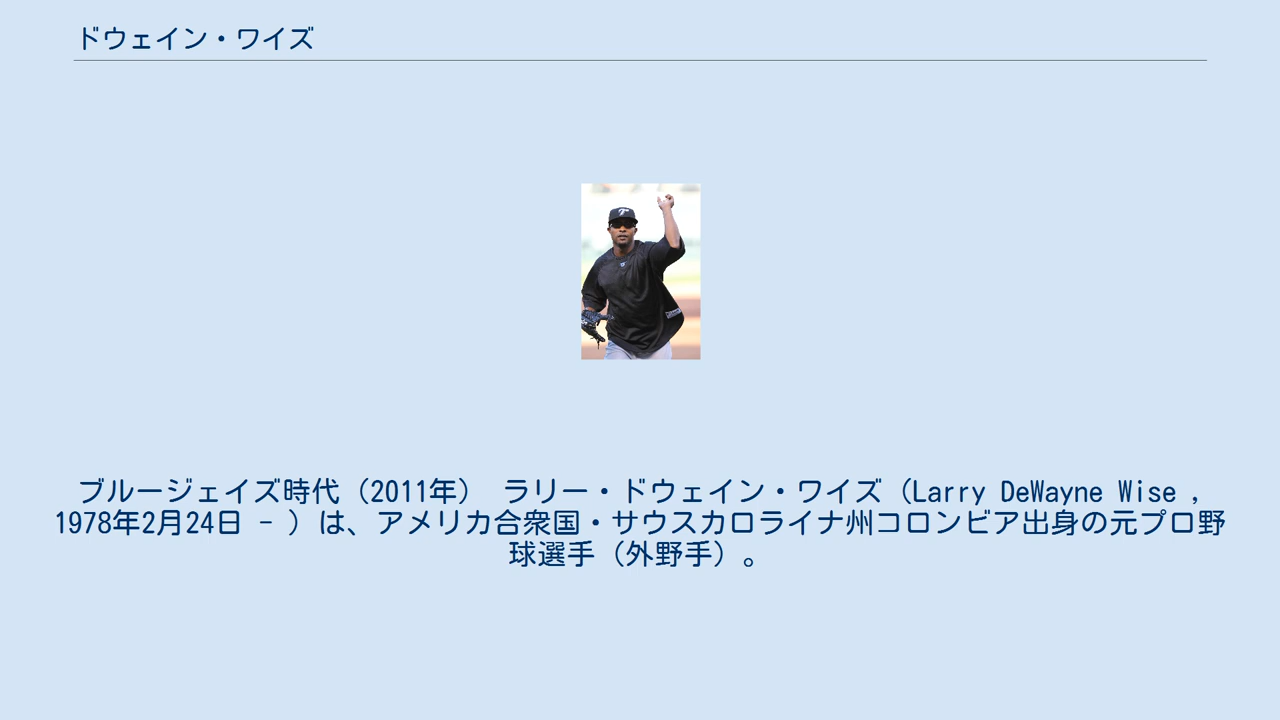 ドウェイン・ワイズ
ブルージェイズ時代（2011年） ラリー・ドウェイン・ワイズ（Larry DeWayne Wise ,
1978年2月24日 - ）は、アメリカ合衆国・サウスカロライナ州コロンビア出身の元プロ野
球選手（外野手）。